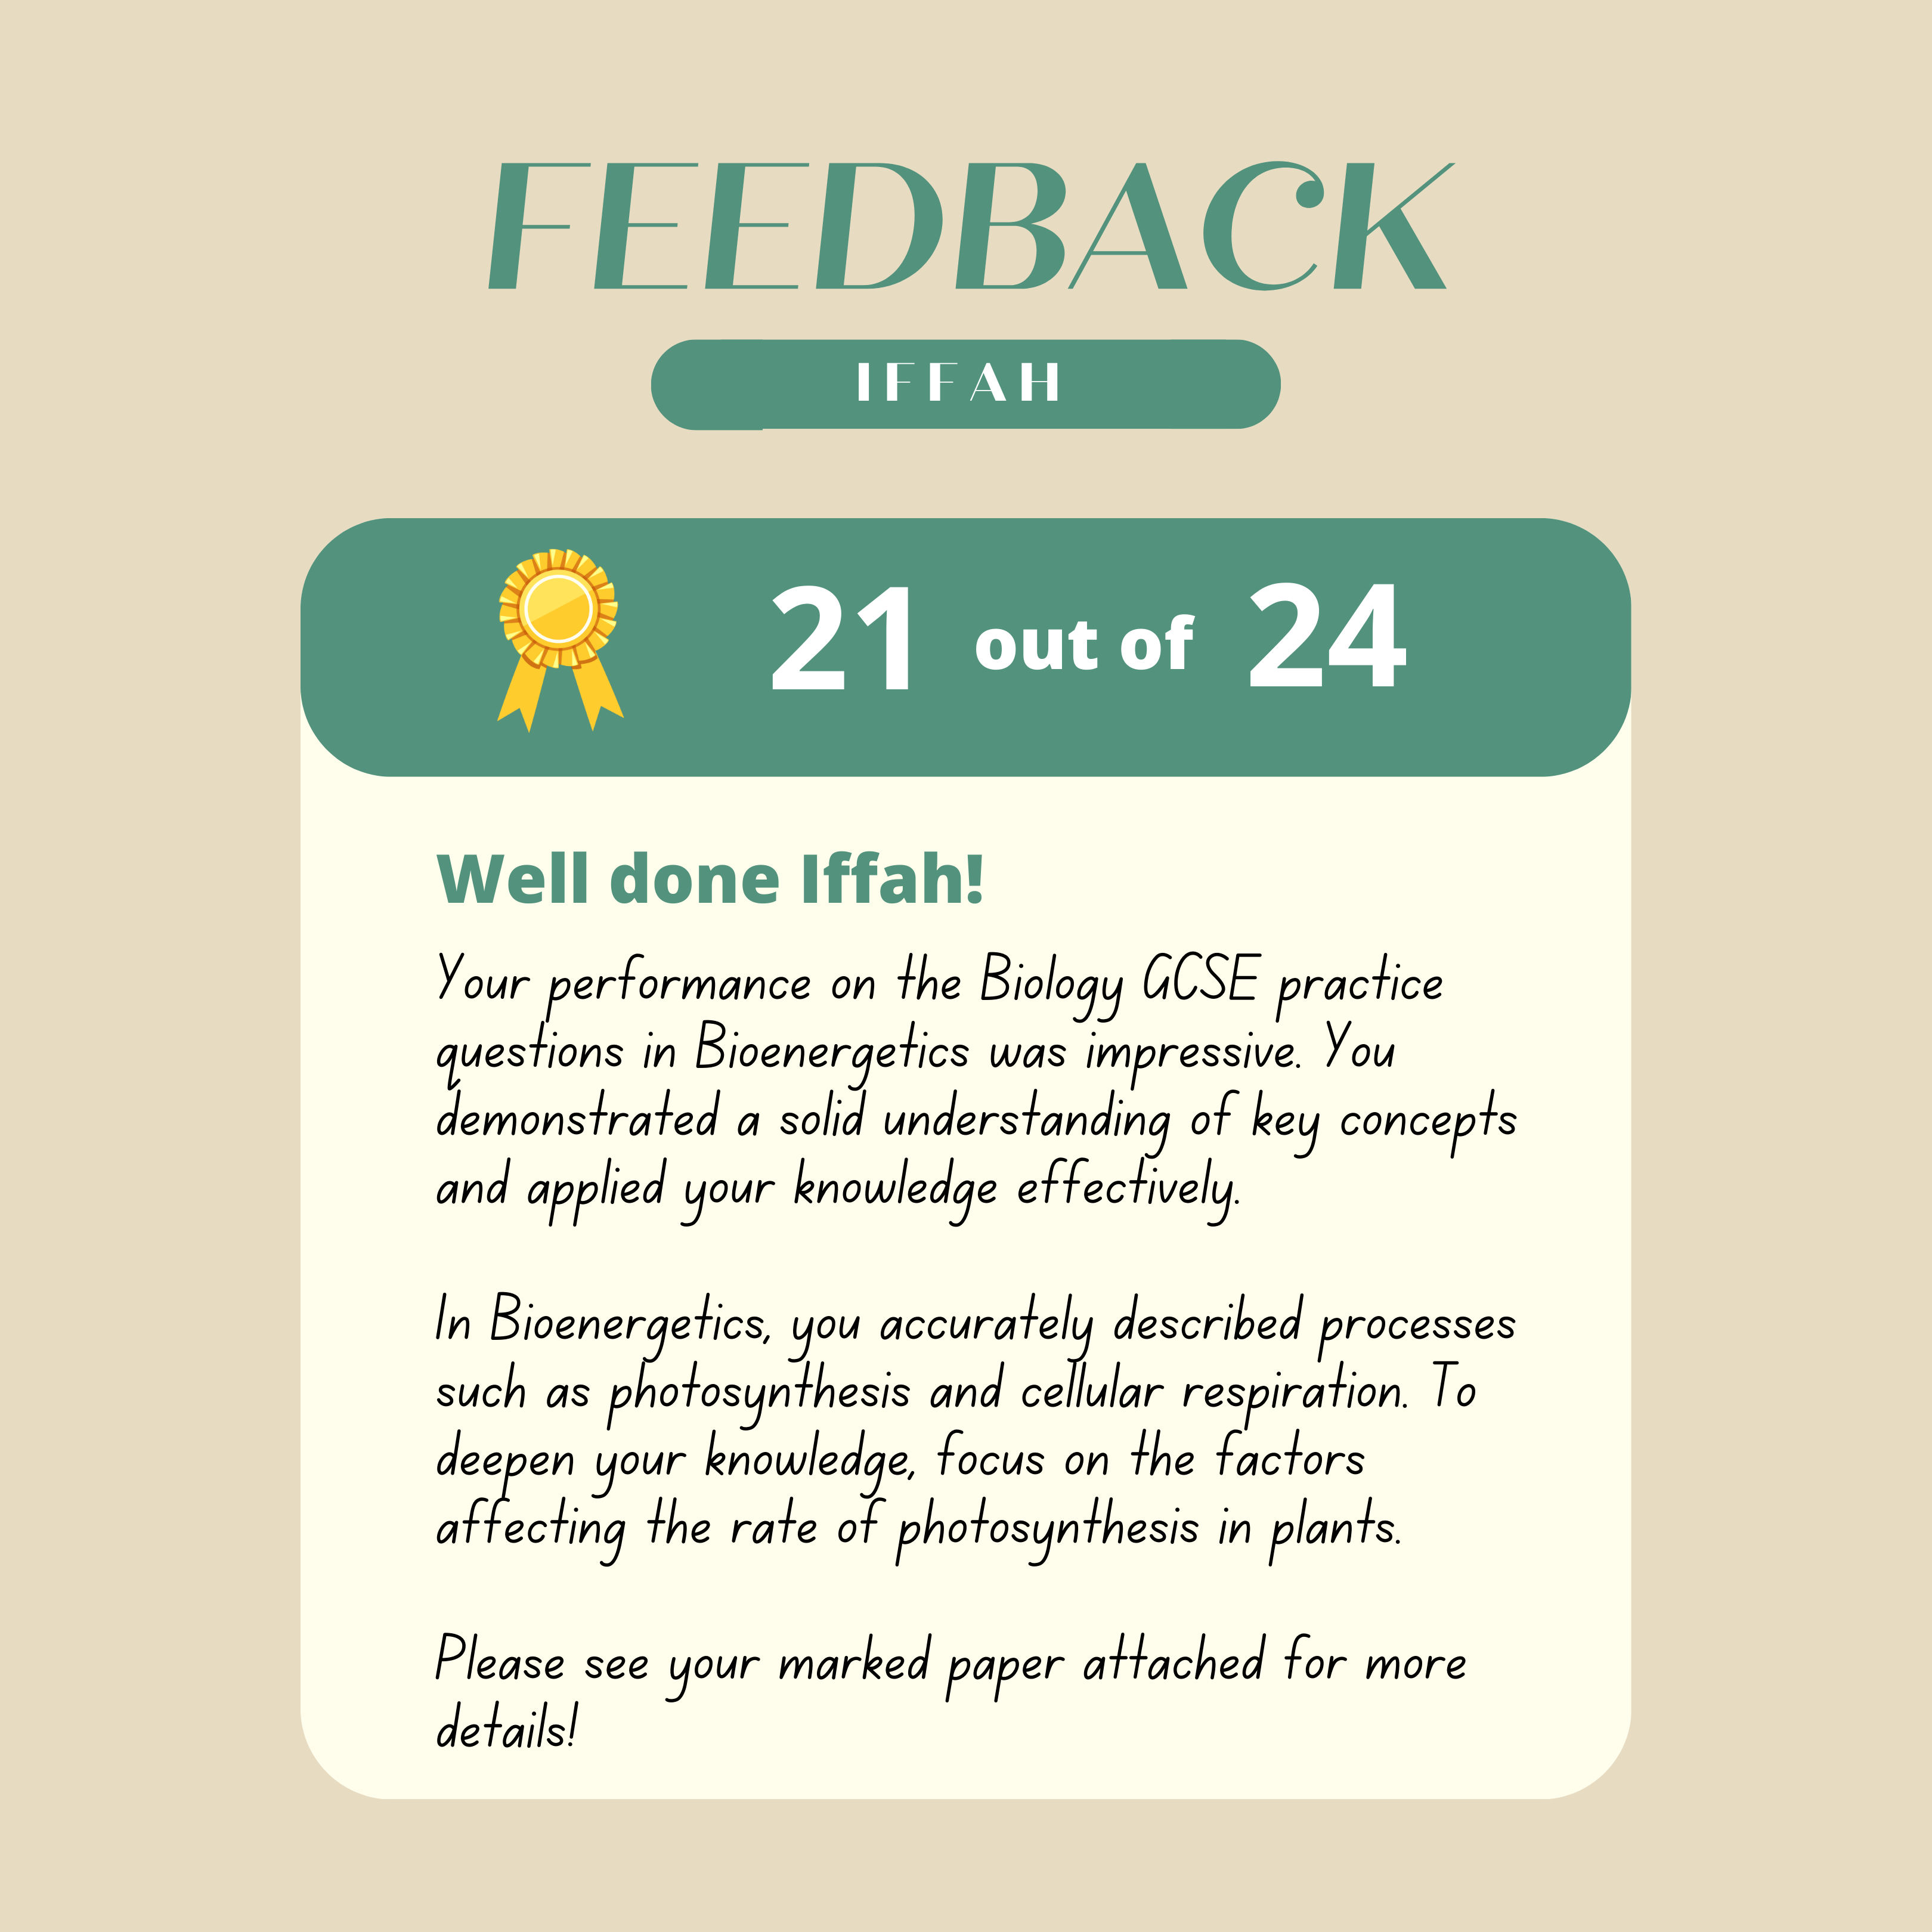 FEEDBACK
IFFAH
21 out of 24
Well done Iffah!
Your performance on the Biology GCSE practice
questions in Bioenergetics was impressive. You
demonstrated a solid understanding of key concepts
and applied your knowledge effectively.
In Bioenergetics, you accurately described processes
such as photosynthesis and cellular respiration. To
deepen your knowledge, focus on the factors
affecting the rate of photosynthesis in plants.
Please see your marked paper attached for more
details!